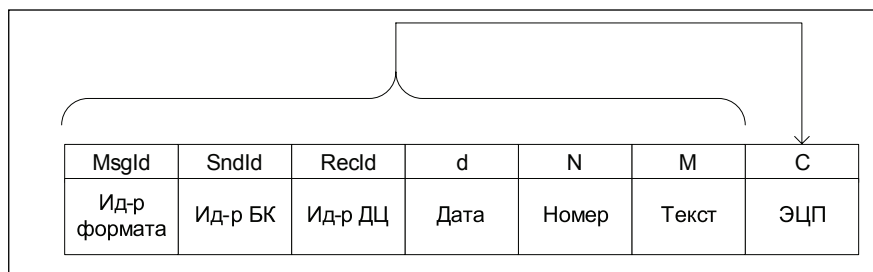 MsgId SndId RecId d N M C
Ид-р формата Ид-р БК Ид-р ДЦ Дата Номер Текст ЭЦП